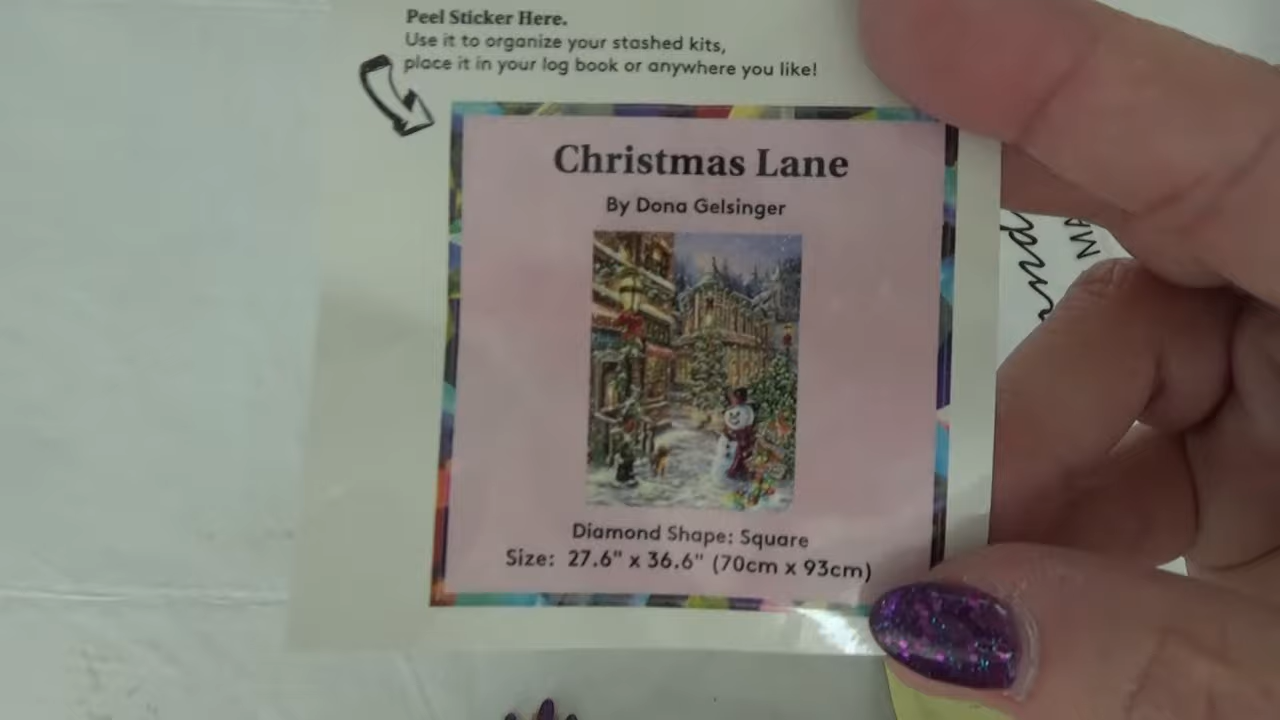 Peel Sticker Here.
Use it to organize your stashed kits,
place it in your log book or anywhere you like!
Christmas Lane
By Dona Gelsinger
Diamond Shape: Square
Size: 27.6" x 36.6" (70cm x 93cm)